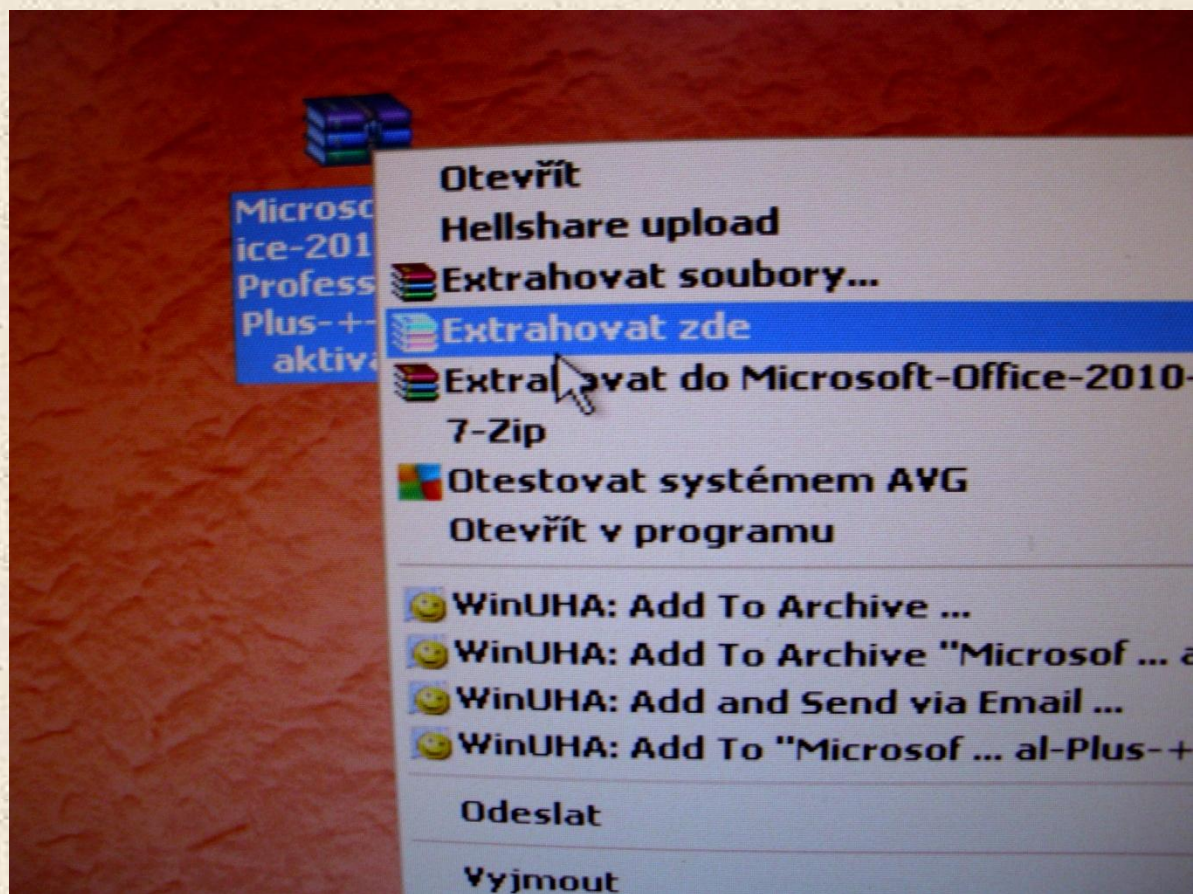 Microso
ice-201
Profess
Plus-+-
aktiva
Otevřít
Hellshare upload
Extrahovat soubory...
Extrahovat zde
Extrahovat do Microsoft-Office-2010-
7-Zip
Otestovat systémem AVG
Otevřít v programu
WinUHA: Add To Archive ...
WinUHA: Add To Archive "Microsof ... a
WinUHA: Add and Send via Email ...
WinUHA: Add To "Microsof ... al-Plus-+
Odeslat
Vyjmout